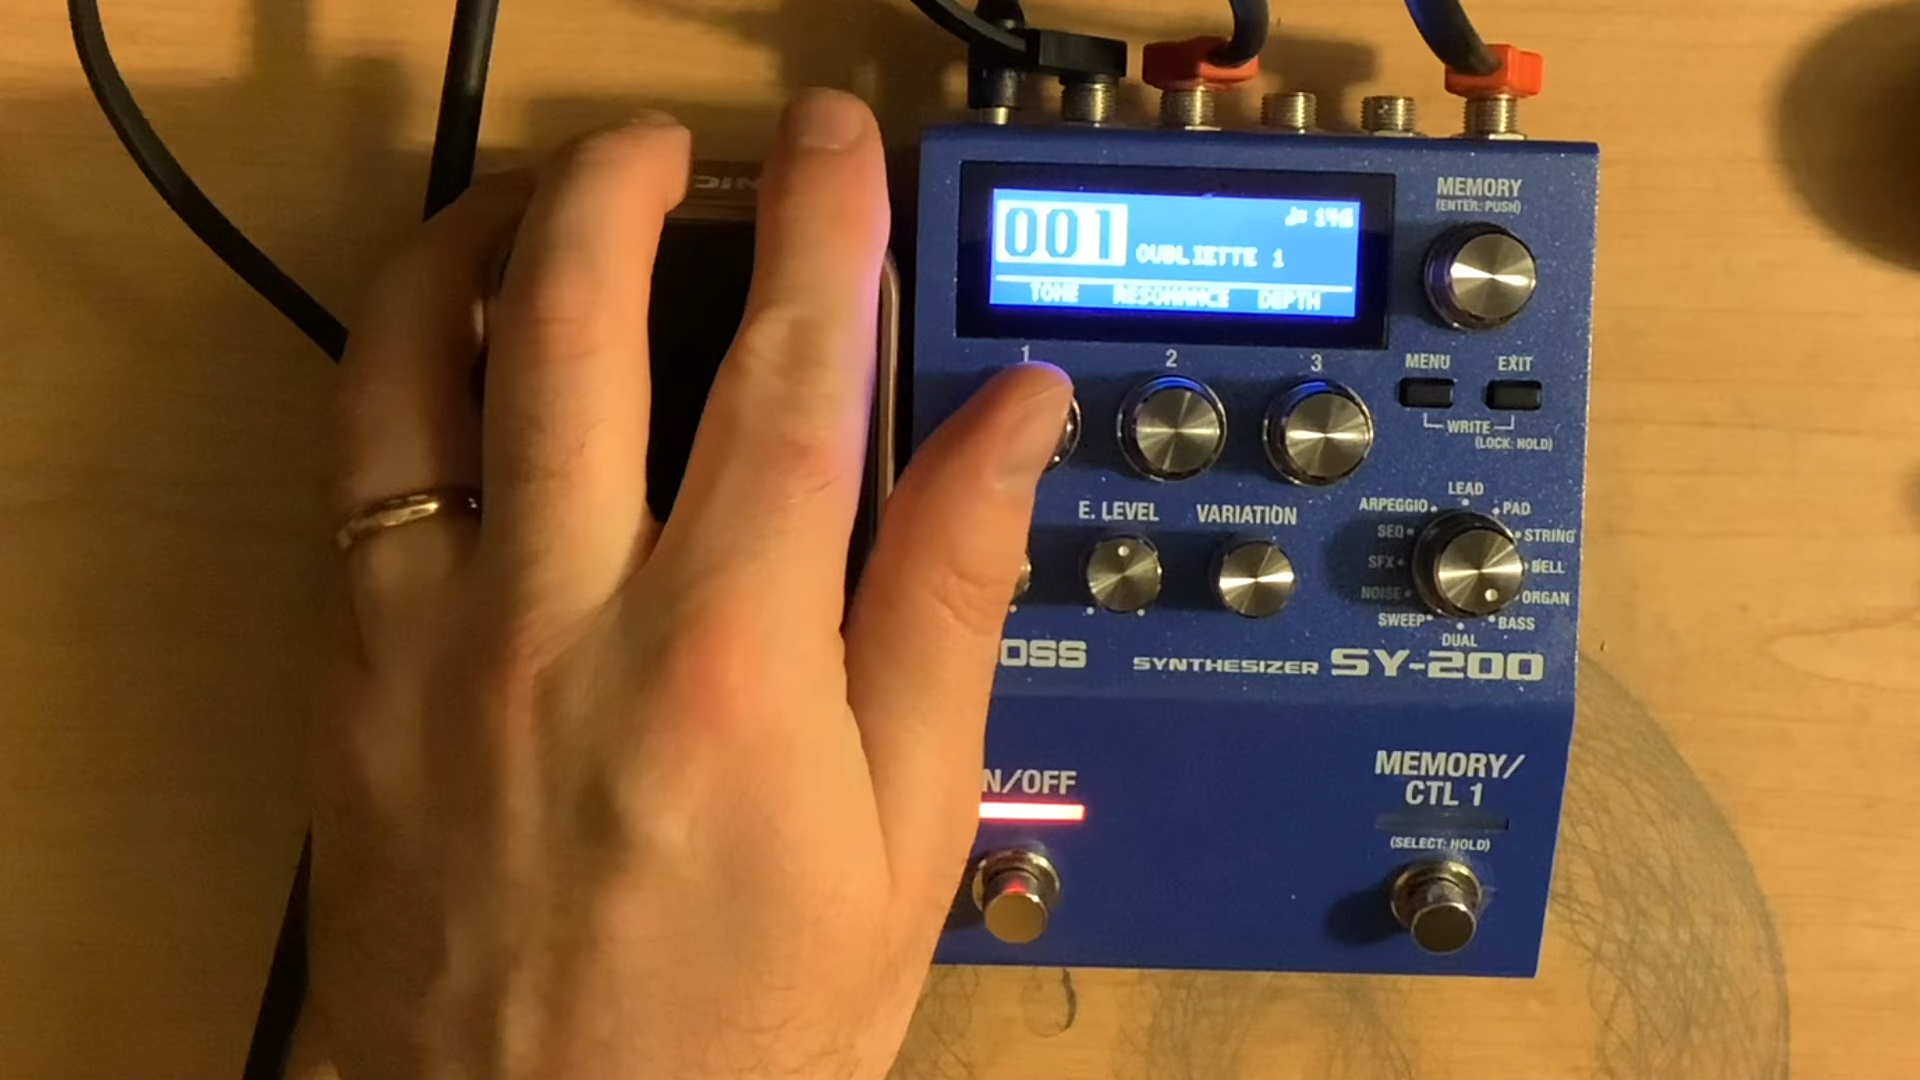 MEMORY
(ENTER: PUSH)
001
OUBLIETTE 1
TONE RESONANCE DEPTH
1 2 3
MENU EXIT
WRITE
(LOCK: HOLD)
E. LEVEL VARIATION
LEAD
ARPEGGIO PAD
SEQ STRING
SFX BELL
NOISE ORGAN
SWEEP BASS
DUAL
OSS SYNTHESIZER SY-200
N/OFF
MEMORY/
CTL 1
(SELECT: HOLD)